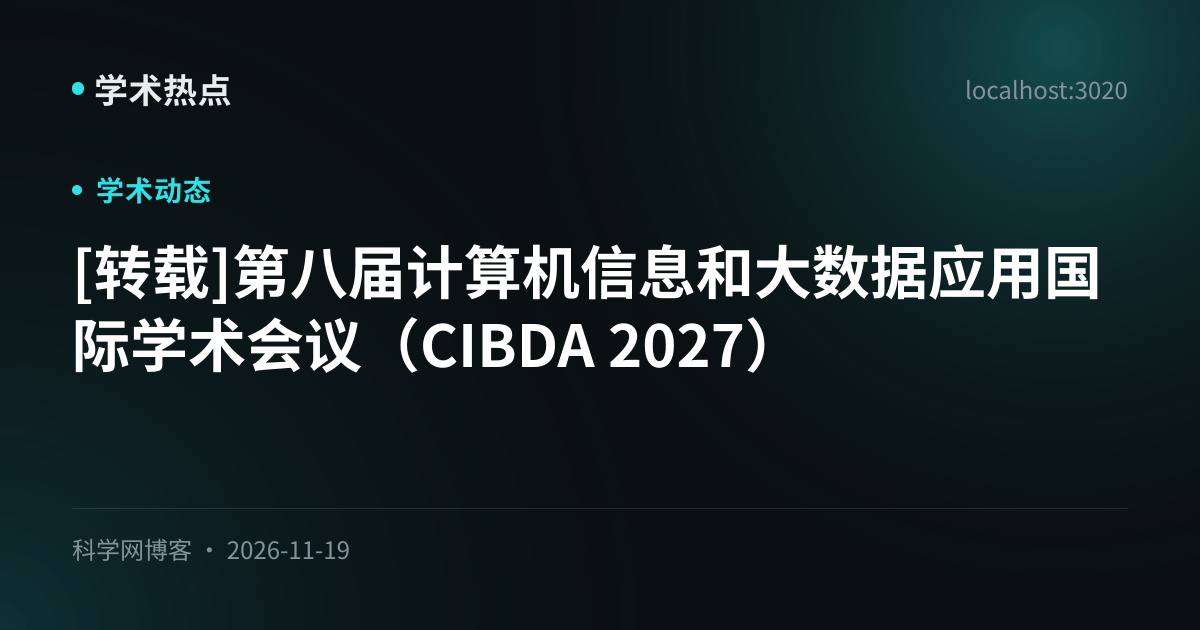 学术热点
localhost:3020
学术动态
[转载]第八届计算机信息和大数据应用国
际学术会议（CIBDA 2027）
科学网博客 · 2026-11-19